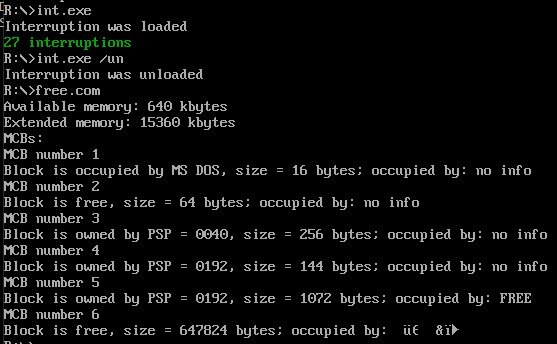 R:\>int.exe
Interruption was loaded
27 interruptions
R:\>int.exe /un
Interruption was unloaded
R:\>free.com
Available memory: 640 kbytes
Extended memory: 15360 kbytes
MCBs:
MCB number 1
Block is occupied by MS DOS, size = 16 bytes; occupied by: no info
MCB number 2
Block is free, size = 64 bytes; occupied by: no info
MCB number 3
Block is owned by PSP = 0040, size = 256 bytes; occupied by: no info
MCB number 4
Block is owned by PSP = 0192, size = 144 bytes; occupied by: no info
MCB number 5
Block is owned by PSP = 0192, size = 1072 bytes; occupied by: FREE
MCB number 6
Block is free, size = 647824 bytes; occupied by: